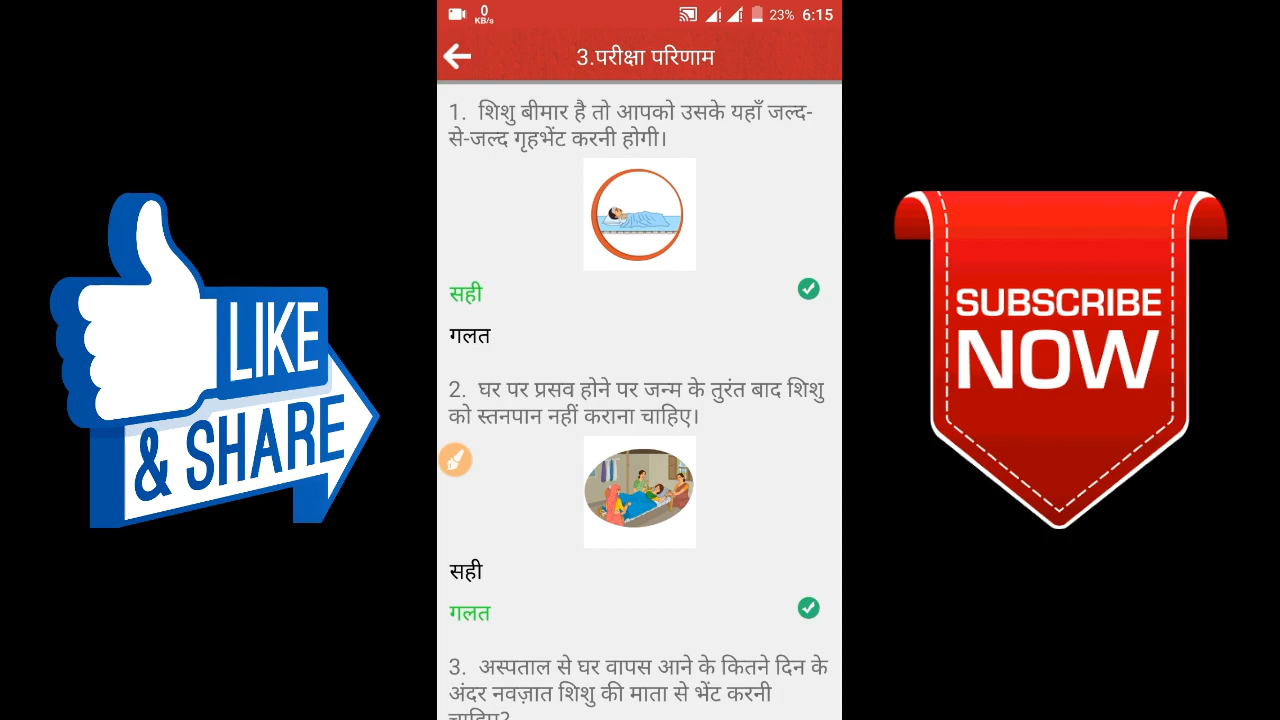 0
KB/s
23% 6:15
3.परीक्षा परिणाम
1. शिशु बीमार है तो आपको उसके यहाँ जल्द-
से-जल्द गृहभेंट करनी होगी।
सही
गलत
2. घर पर प्रसव होने पर जन्म के तुरंत बाद शिशु
को स्तनपान नहीं कराना चाहिए।
सही
गलत
3. अस्पताल से घर वापस आने के कितने दिन के
अंदर नवज़ात शिशु की माता से भेंट करनी
चाहिए?
LIKE
& SHARE
SUBSCRIBE
NOW